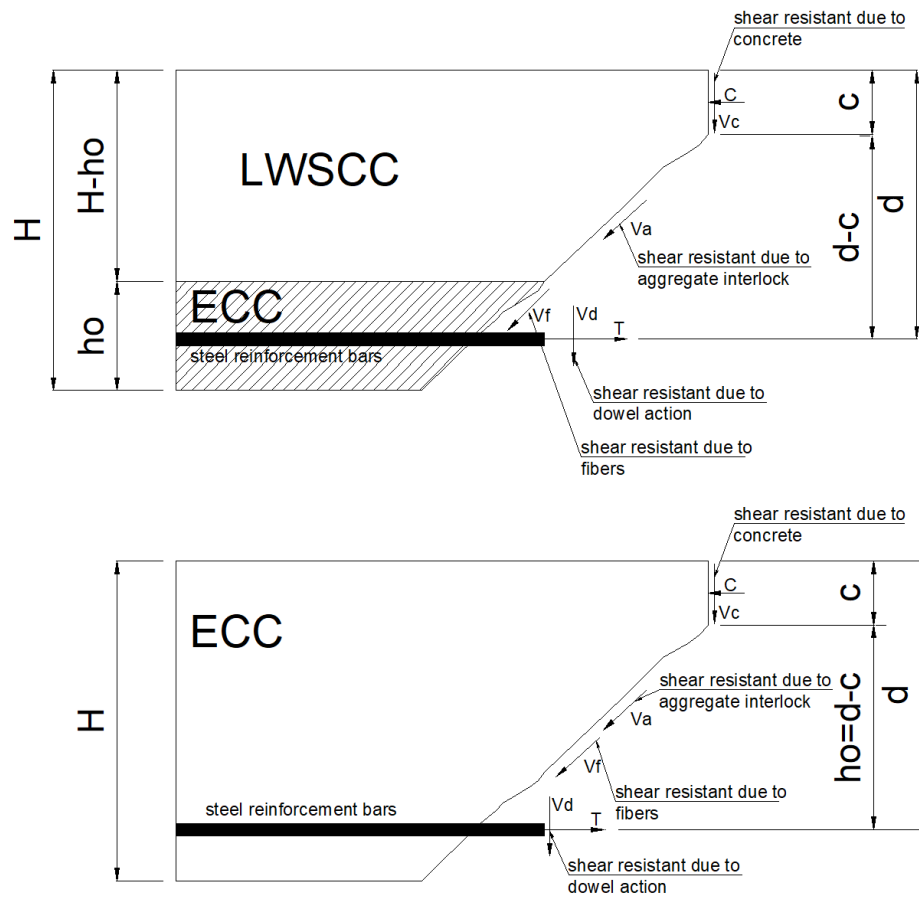 shear resistant due to
concrete
C
Vc
c
H
H-ho
LWSCC
d-c
d
Va
shear resistant due to
aggregate interlock
ECC
ho
Vf
Vd
T
steel reinforcement bars
shear resistant due to
dowel action
shear resistant due to
fibers
shear resistant due to
concrete
C
Vc
c
ECC
H
shear resistant due to
aggregate interlock
Va
ho=d-c
d
Vf
shear resistant due to
fibers
steel reinforcement bars
Vd
T
shear resistant due to
dowel action